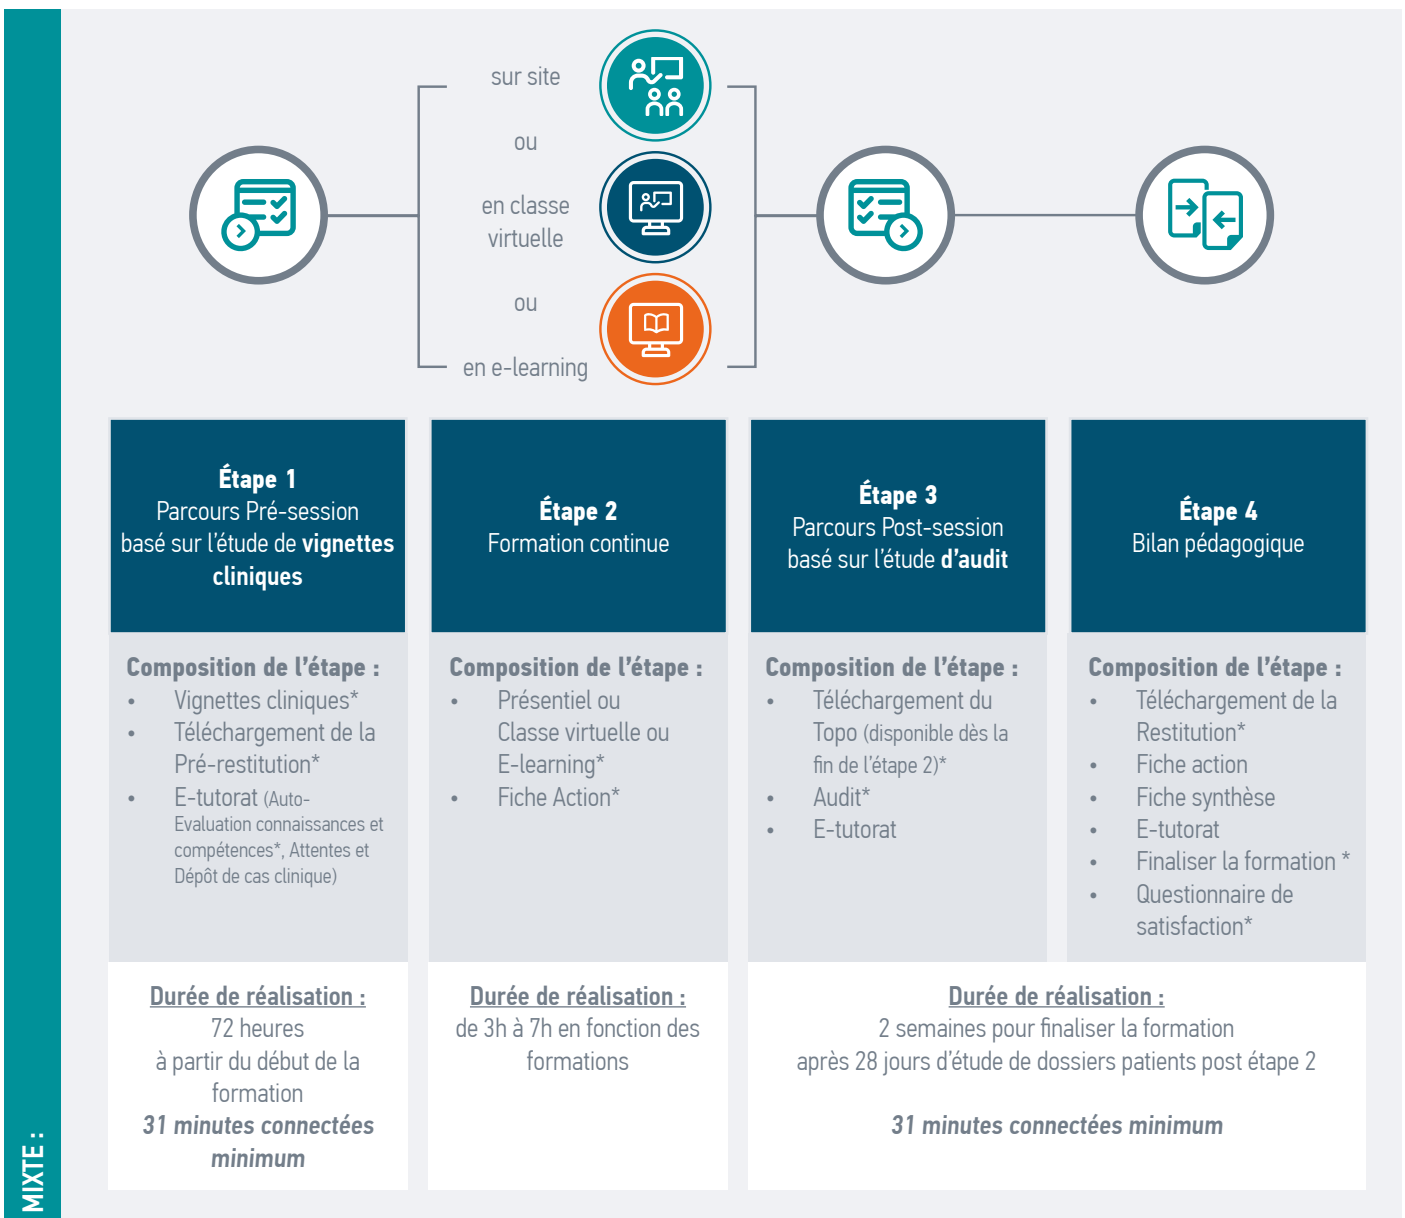 sur site
ou
en classe
virtuelle
ou
en e-learning
Étape 1
Parcours Pré-session
basé sur l'étude de vignettes
cliniques
Étape 2
Formation continue
Étape 3
Parcours Post-session
basé sur l'étude d'audit
Étape 4
Bilan pédagogique
Composition de l'étape :
• Vignettes cliniques*
• Téléchargement de la
Pré-restitution*
• E-tutorat (Auto-
Evaluation connaissances et
compétences*, Attentes et
Dépôt de cas clinique)
Composition de l'étape :
• Présentiel ou
Classe virtuelle ou
E-learning*
• Fiche Action*
Composition de l'étape :
• Téléchargement du
Topo (disponible dès la
fin de l'étape 2)*
• Audit*
• E-tutorat
Composition de l'étape :
• Téléchargement de la
Restitution*
• Fiche action
• Fiche synthèse
• E-tutorat
• Finaliser la formation *
• Questionnaire de
satisfaction*
Durée de réalisation :
72 heures
à partir du début de la
formation
31 minutes connectées
minimum
Durée de réalisation :
de 3h à 7h en fonction des
formations
Durée de réalisation :
2 semaines pour finaliser la formation
après 28 jours d'étude de dossiers patients post étape 2
31 minutes connectées minimum
MIXTE :